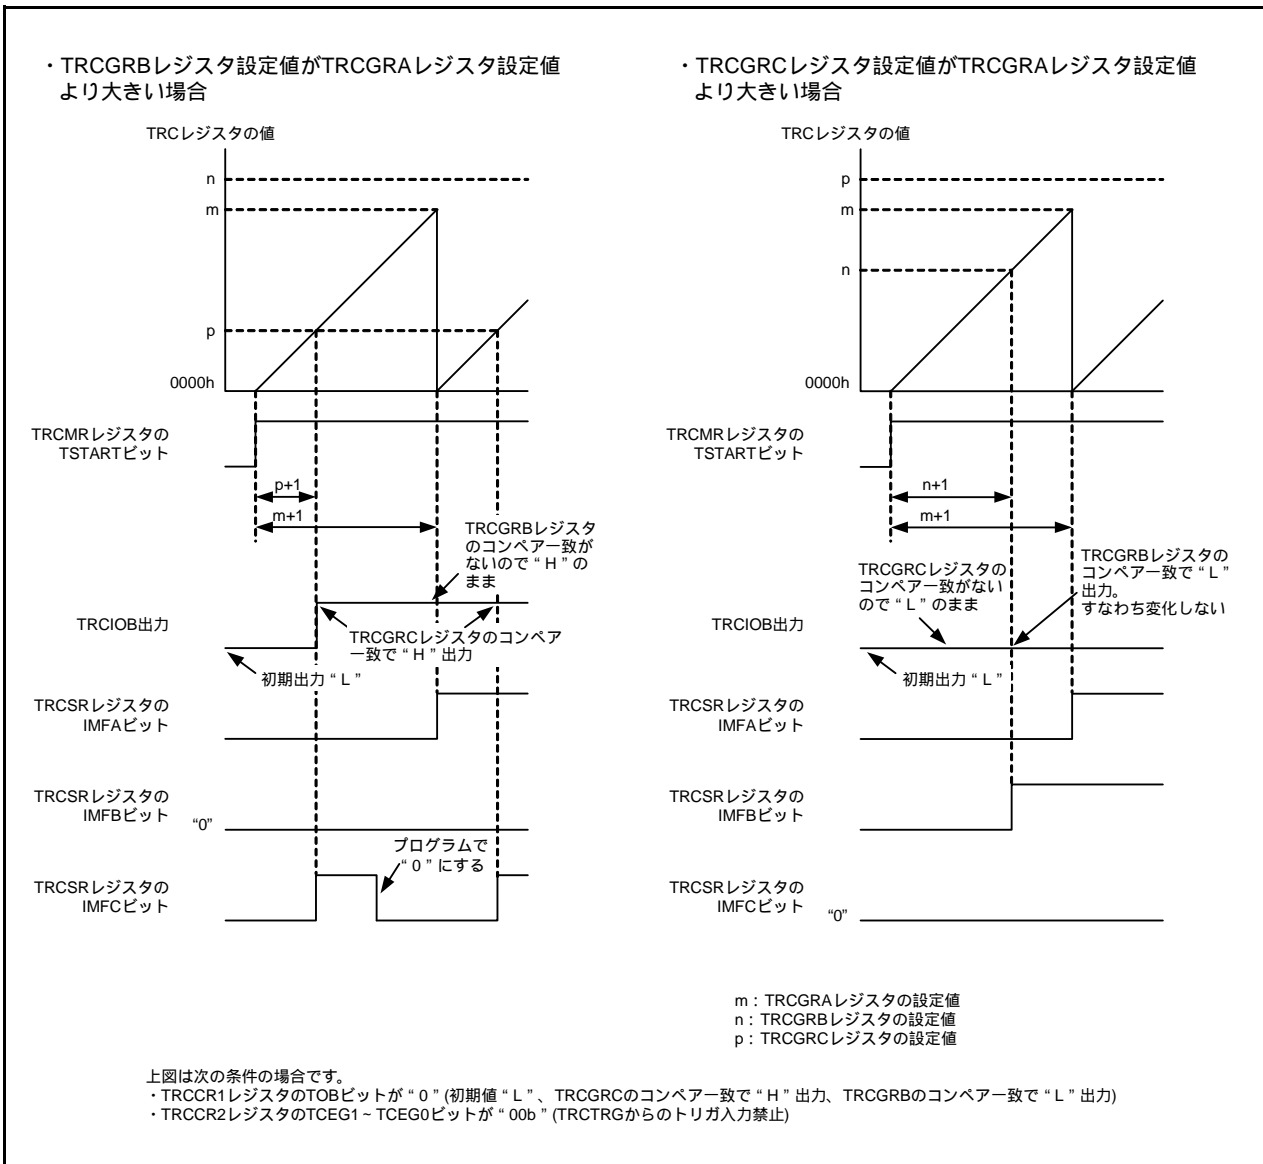 ・TRCGRBレジスタ設定値がTRCGRAレジスタ設定値
より大きい場合
TRCレジスタの値
n
m
p
0000h
TRCMRレジスタの
TSTARTビット
p+1
m+1
TRCGRBレジスタ
のコンペア一致が
ないので“H”の
まま
TRCIOB出力
TRCGRCレジスタのコンペア
一致で“H”出力
初期出力“L”
TRCSRレジスタの
IMFAビット
TRCSRレジスタの
IMFBビット
“0”
プログラムで
“0”にする
TRCSRレジスタの
IMFCビット
・TRCGRCレジスタ設定値がTRCGRAレジスタ設定値
より大きい場合
TRCレジスタの値
p
m
n
0000h
TRCMRレジスタの
TSTARTビット
n+1
m+1
TRCGRCレジスタの
コンペア一致がない
ので“L”のまま
TRCGRBレジスタの
コンペア一致で“L”
出力。
すなわち変化しない
TRCIOB出力
初期出力“L”
TRCSRレジスタの
IMFAビット
TRCSRレジスタの
IMFBビット
TRCSRレジスタの
IMFCビット
“0”
m：TRCGRAレジスタの設定値
n：TRCGRBレジスタの設定値
p：TRCGRCレジスタの設定値
上図は次の条件の場合です。
・TRCCR1レジスタのTOBビットが“0”(初期値“L”、TRCGRCのコンペア一致で“H”出力、TRCGRBのコンペア一致で“L”出力)
・TRCCR2レジスタのTCEG1～TCEG0ビットが“00b”(TRCTRGからのトリガ入力禁止)